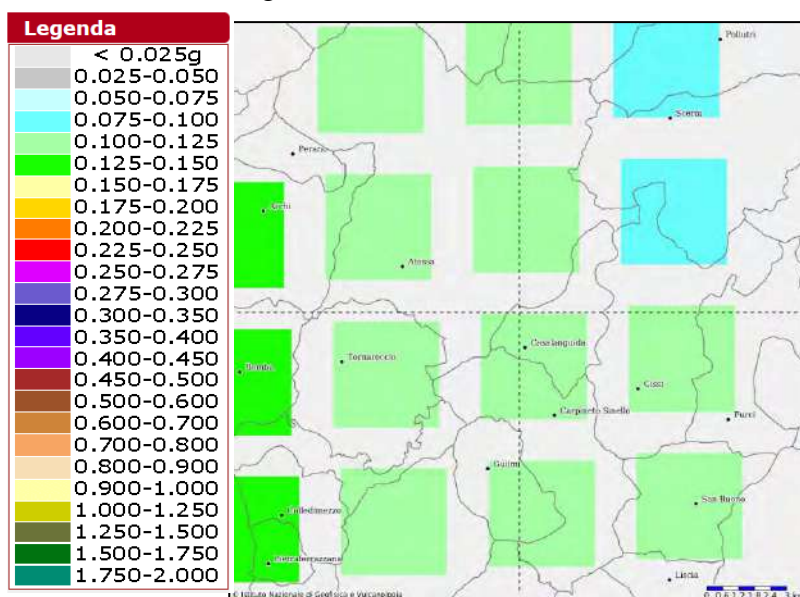 Legenda
< 0.025g
0.025-0.050
0.050-0.075
0.075-0.100
0.100-0.125
0.125-0.150
0.150-0.175
0.175-0.200
0.200-0.225
0.225-0.250
0.250-0.275
0.275-0.300
0.300-0.350
0.350-0.400
0.400-0.450
0.450-0.500
0.500-0.600
0.600-0.700
0.700-0.800
0.800-0.900
0.900-1.000
1.000-1.250
1.250-1.500
1.500-1.750
1.750-2.000
Pollutri
Scerni
Perano
Archi
Atessa
Casalanguida
Tornareccio
Bomba
Gissi
Carpineto Sinello
Furci
Guilmi
San Buono
Colledimezzo
Pietraferrazzana
Liscia
© Istituto Nazionale di Geofisica e Vulcanologia